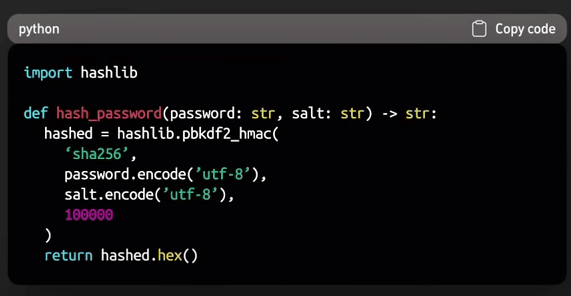 python Copy code
import hashlib
def hash_password(password: str, salt: str) -> str:
hashed = hashlib.pbkdf2_hmac(
‘sha256’,
password.encode(’utf-8’),
salt.encode(’utf-8’),
100000
)
return hashed.hex()